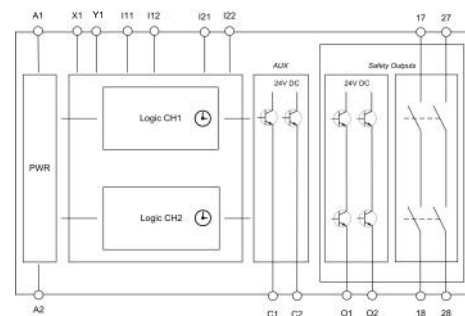 A1 X1 Y1 I11 I12 I21 I22 17 27
AUX Safety Outputs
24V DC 24V DC
Logic CH1
PWR
Logic CH2
A2 C1 C2 O1 O2 18 28